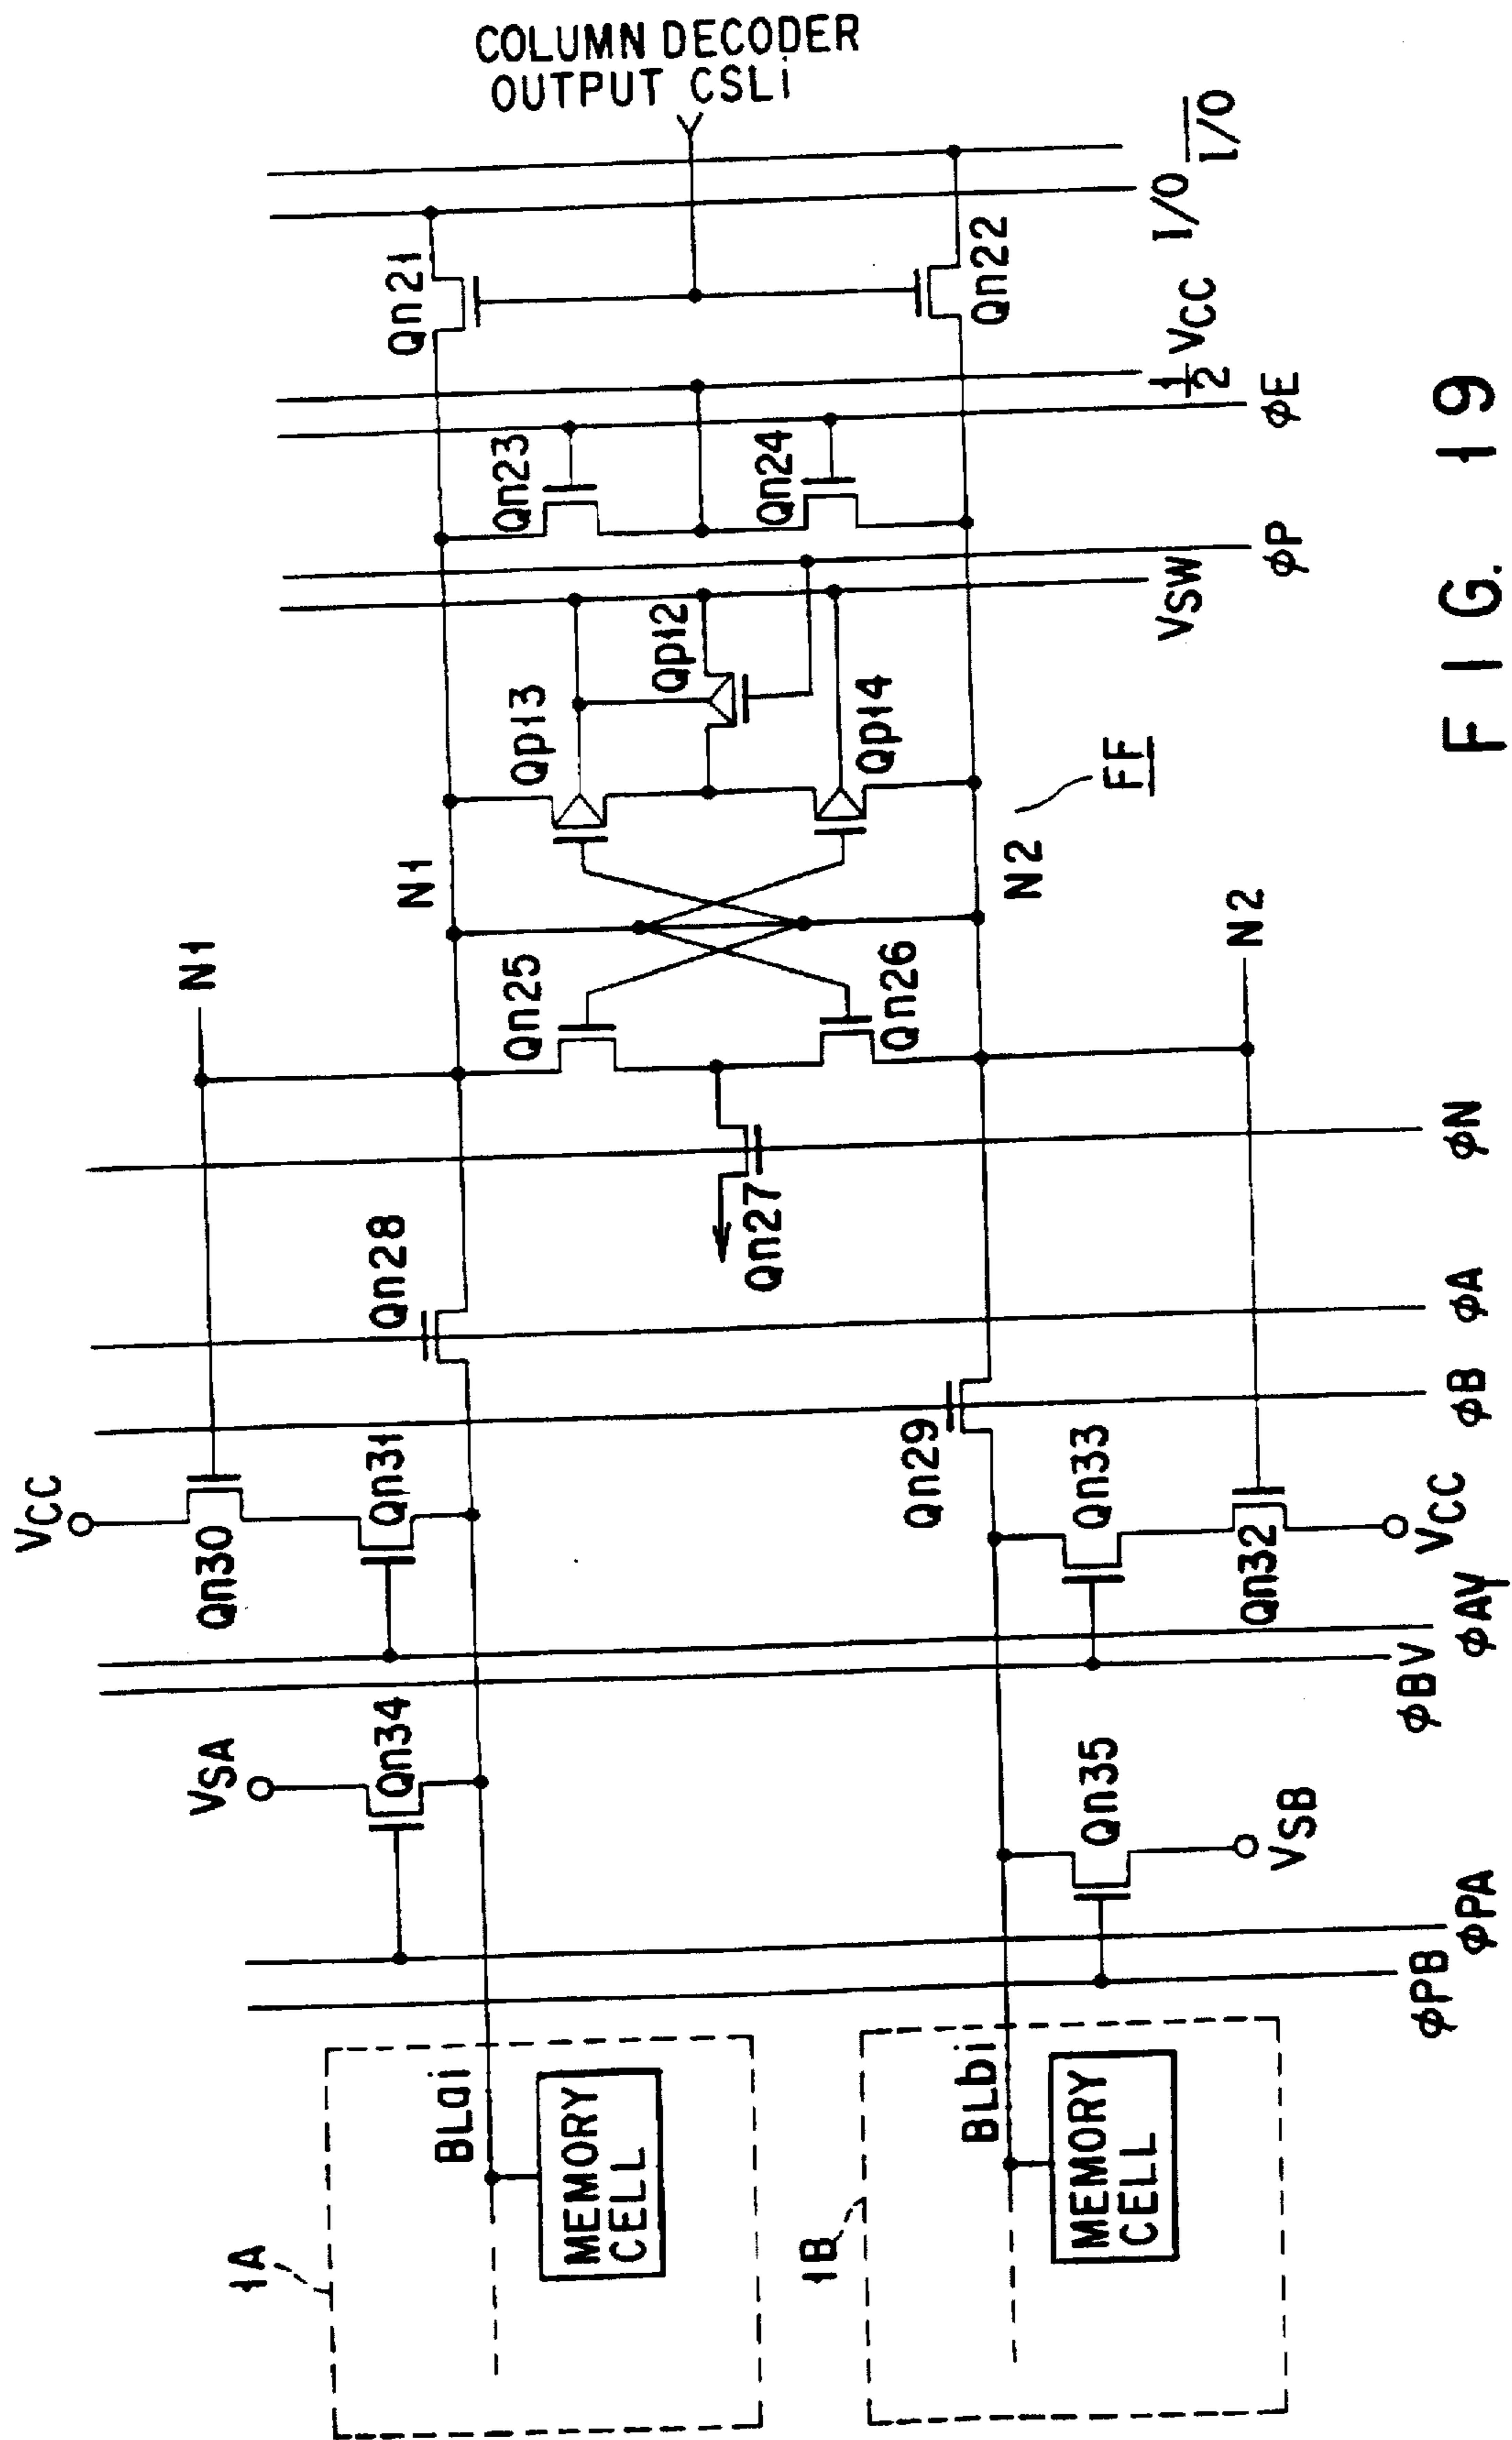 COLUMN DECODER
OUTPUT CSLi
I/O
I/O
Qn21
Qn22
1/2 VCC
φE
Qn23
Qn24
φP
VSW
Qp12
Qp13
Qp14
FF
N1
N2
N1
N2
Qn25
Qn26
φN
Qn27
Qn28
φA
φB
Qn29
VCC
Qn30
Qn31
Qn33
Qn32
VCC
φAV
φBV
VSA
Qn34
Qn35
VSB
φPA
φPB
BLai
MEMORY
CELL
1A
BLbi
MEMORY
CELL
1B
FIG. 19